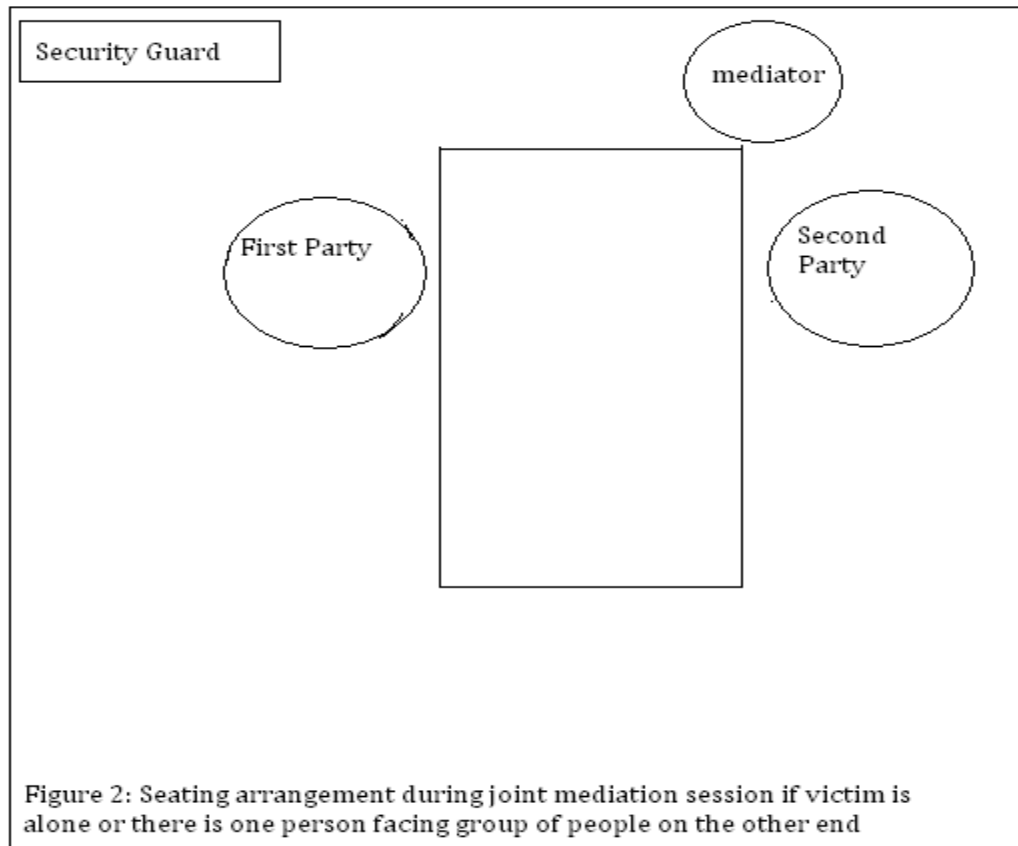 Security Guard
mediator
First Party
Second
Party
Figure 2: Seating arrangement during joint mediation session if victim is
alone or there is one person facing group of people on the other end